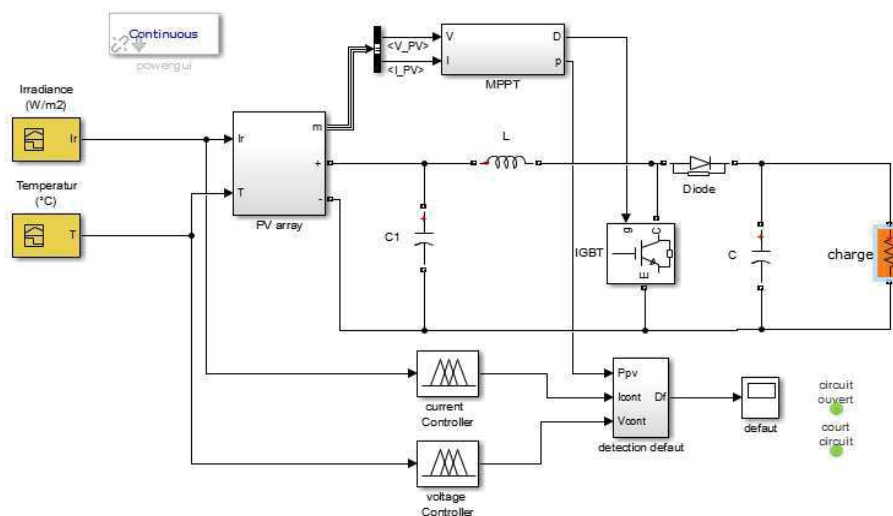 Continuous
powergui
Irradiance
(W/m2)
Ir
Temperatur
(°C)
T
Ir
T
m
+
-
PV array
<V_PV>
<I_PV>
V
I
D
p
MPPT
L
C1
g
C
E
IGBT
Diode
C
charge
current
Controller
voltage
Controller
Ppv
Icont
Vcont
Df
detection defaut
defaut
circuit
ouvert
court
circuit